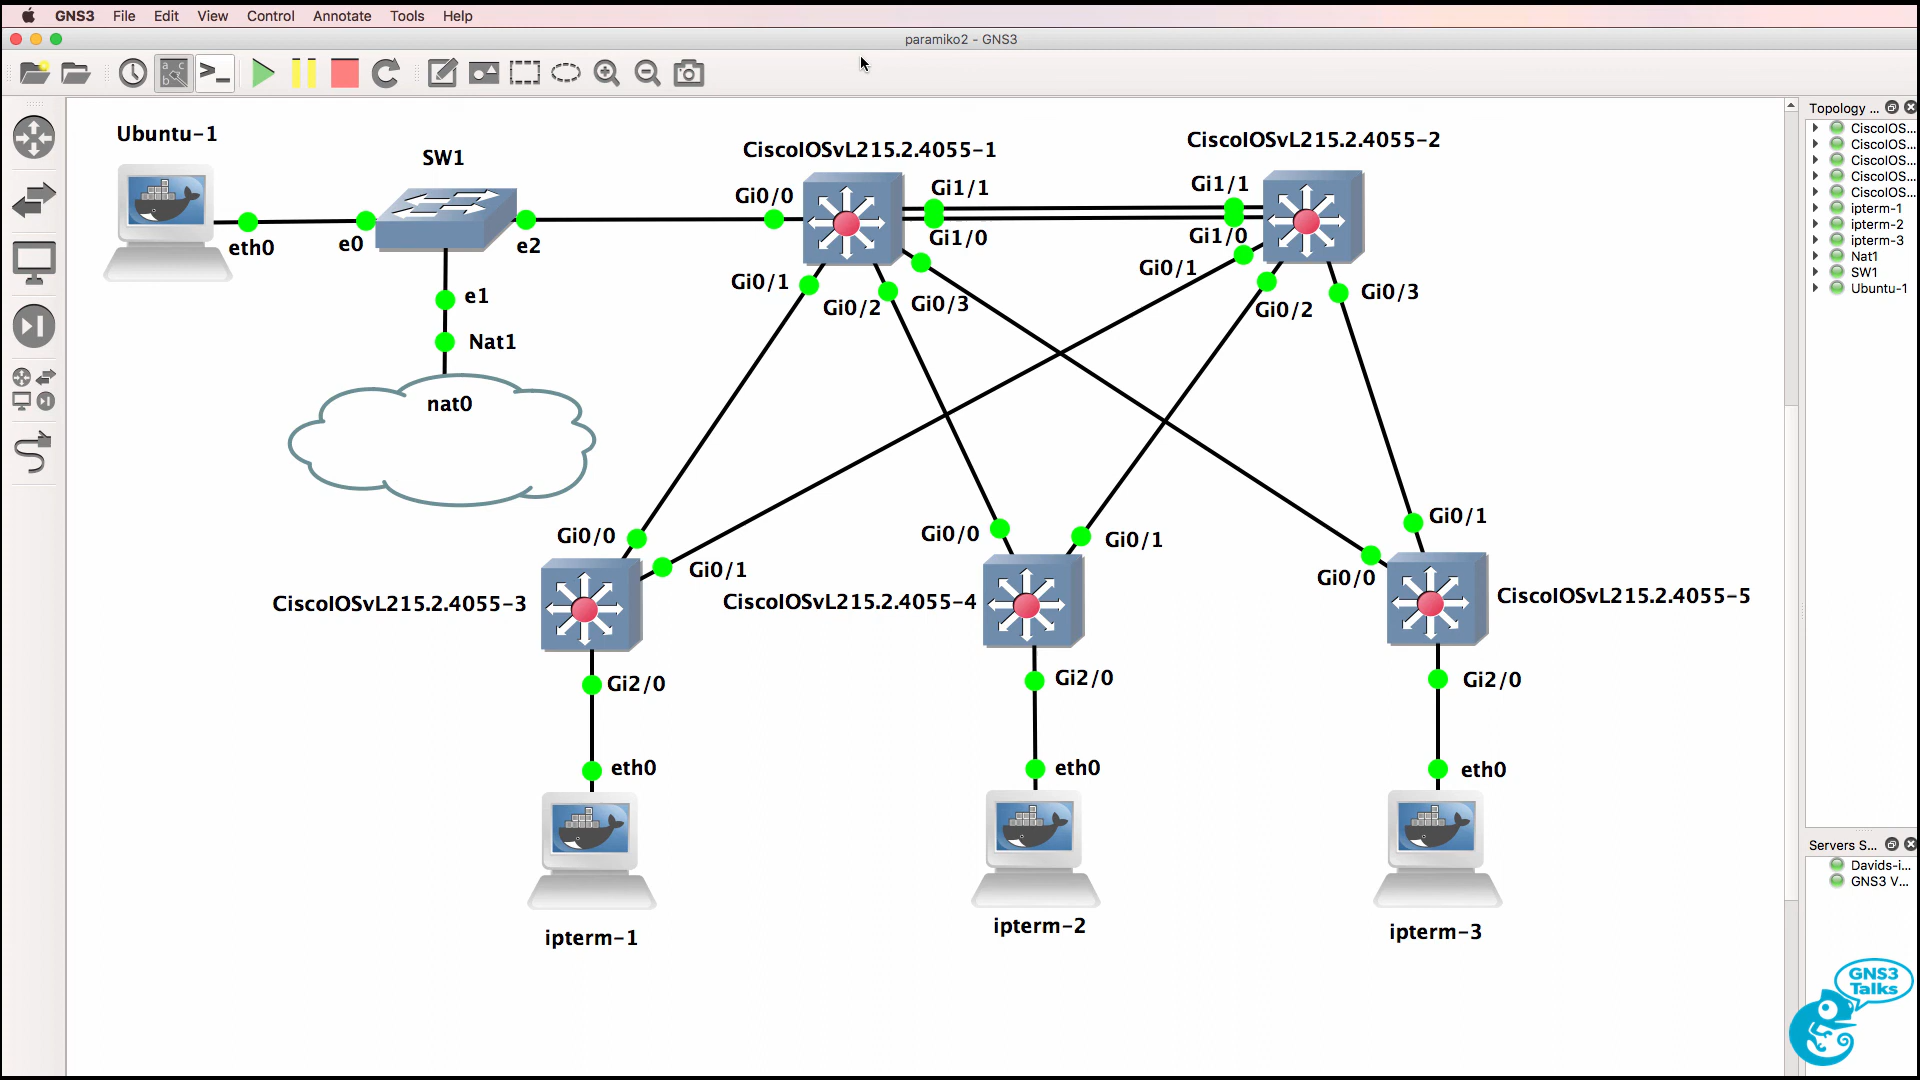 GNS3 File Edit View Control Annotate Tools Help
paramiko2 - GNS3
Topology ...
CiscoIOS...
CiscoIOS...
CiscoIOS...
CiscoIOS...
CiscoIOS...
ipterm-1
ipterm-2
ipterm-3
Nat1
SW1
Ubuntu-1
Ubuntu-1
SW1
CiscoIOSvL215.2.4055-1
CiscoIOSvL215.2.4055-2
Gi0/0
Gi1/1
Gi1/1
eth0
e0
e2
Gi1/0
Gi1/0
Gi0/1
Gi0/1
Gi0/2
Gi0/3
Gi0/2
Gi0/3
e1
Nat1
nat0
Gi0/0
Gi0/1
Gi0/0
Gi0/1
Gi0/0
Gi0/1
CiscoIOSvL215.2.4055-3
CiscoIOSvL215.2.4055-4
CiscoIOSvL215.2.4055-5
Gi2/0
Gi2/0
Gi2/0
eth0
eth0
eth0
ipterm-1
ipterm-2
ipterm-3
Servers S...
Davids-i...
GNS3 V...
GNS3
Talks